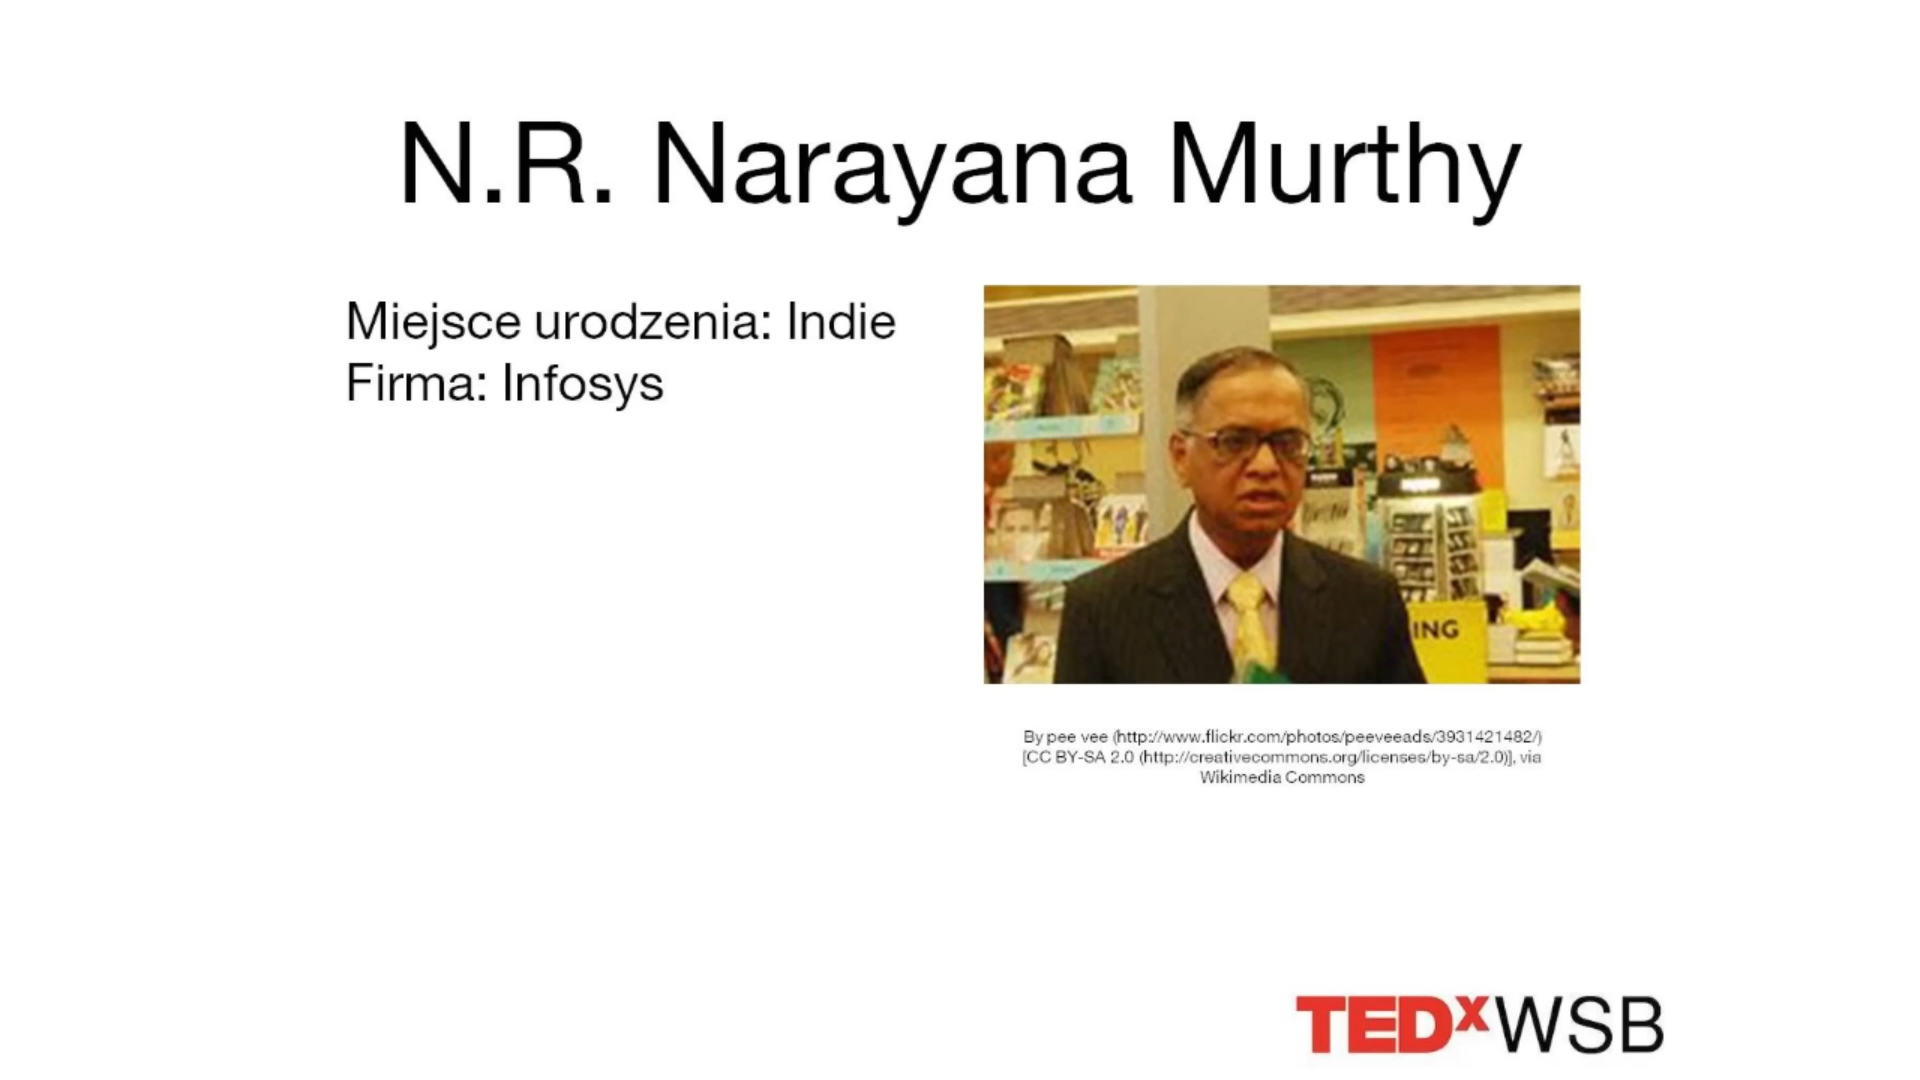 N.R. Narayana Murthy
Miejsce urodzenia: Indie
Firma: Infosys
ING
By pee vee (http://www.flickr.com/photos/peeveeads/3931421482/)
[CC BY-SA 2.0 (http://creativecommons.org/licenses/by-sa/2.0)], via
Wikimedia Commons
TEDxWSB